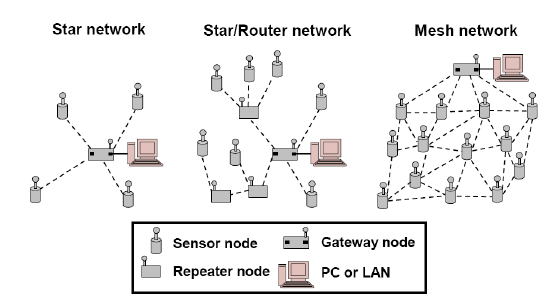 Star network
Star/Router network
Mesh network
Sensor node
Gateway node
Repeater node
PC or LAN